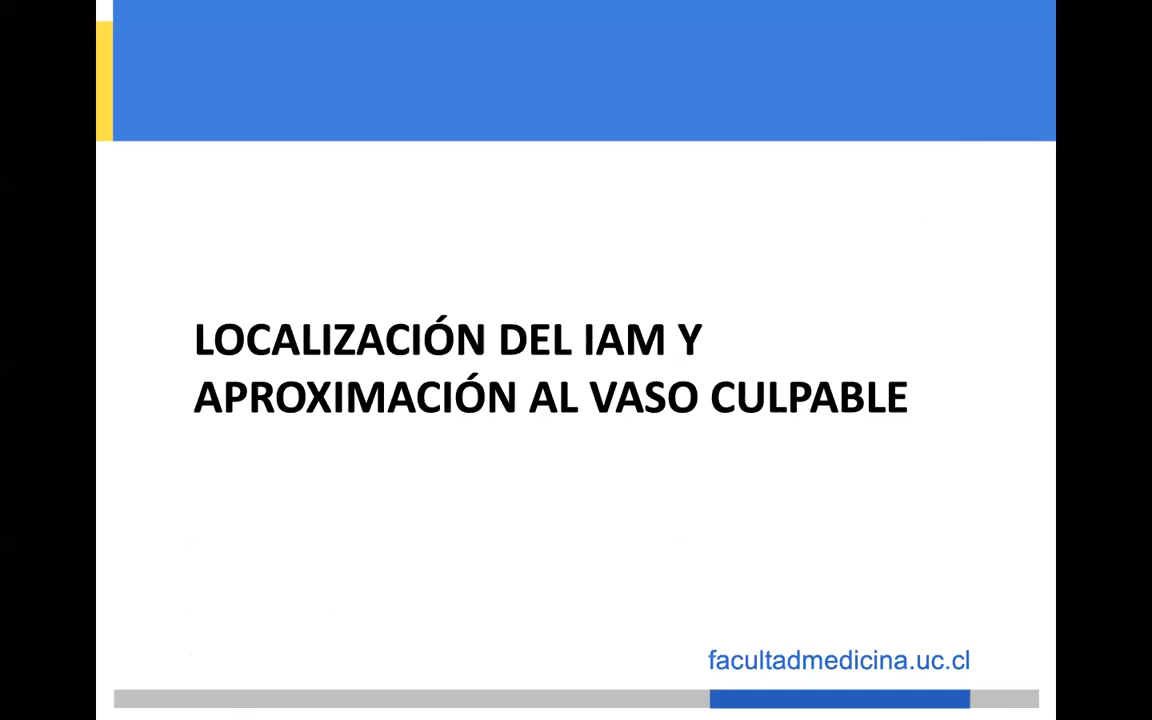 LOCALIZACIÓN DEL IAM Y
APROXIMACIÓN AL VASO CULPABLE
facultadmedicina.uc.cl